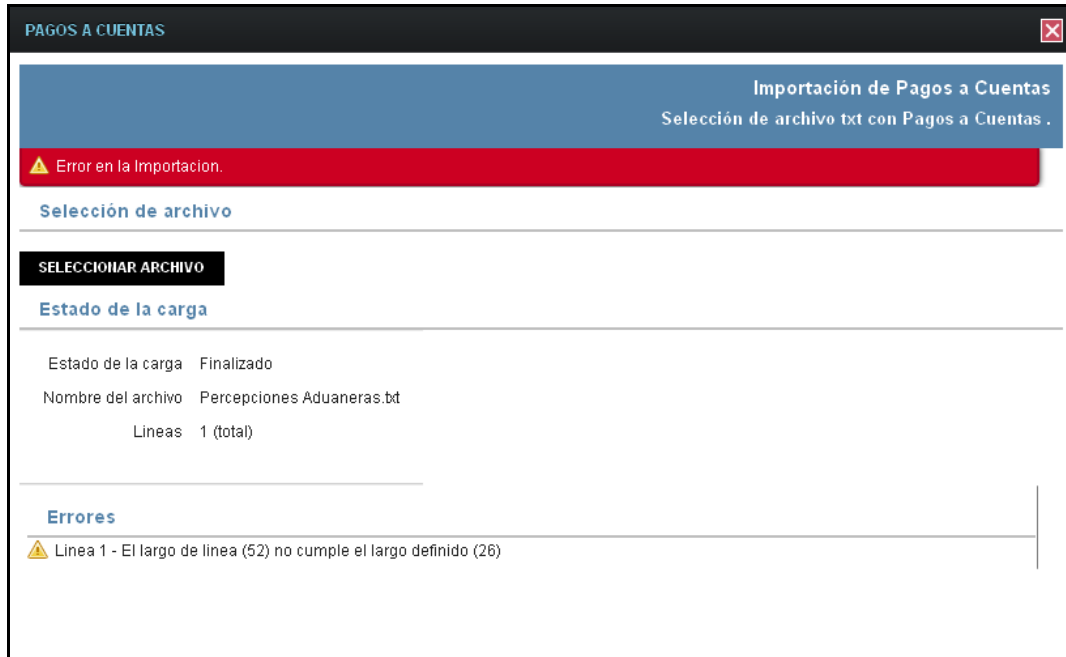 PAGOS A CUENTAS
Importación de Pagos a Cuentas
Selección de archivo txt con Pagos a Cuentas .
Error en la Importacion.
Selección de archivo
SELECCIONAR ARCHIVO
Estado de la carga
Estado de la carga Finalizado
Nombre del archivo Percepciones Aduaneras.txt
Lineas 1 (total)
Errores
Linea 1 - El largo de linea (52) no cumple el largo definido (26)